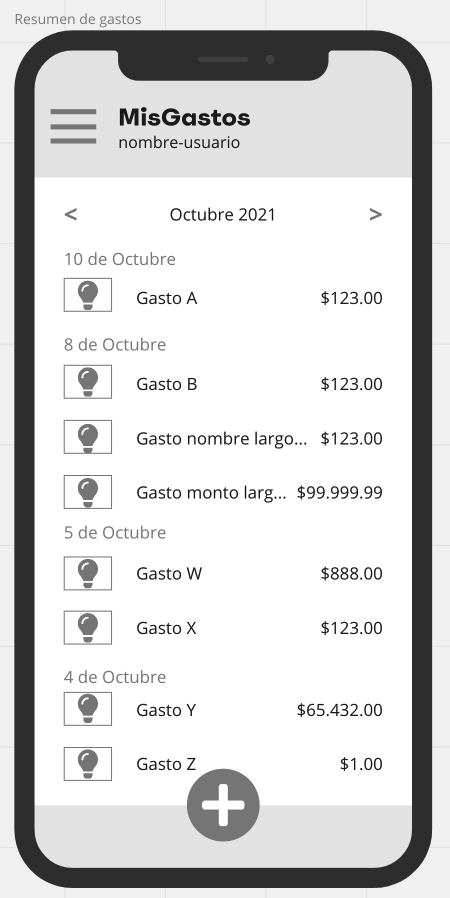 Resumen de gastos
MisGastos
nombre-usuario
< Octubre 2021 >
10 de Octubre
Gasto A $123.00
8 de Octubre
Gasto B $123.00
Gasto nombre largo... $123.00
Gasto monto larg... $99.999.99
5 de Octubre
Gasto W $888.00
Gasto X $123.00
4 de Octubre
Gasto Y $65.432.00
Gasto Z $1.00